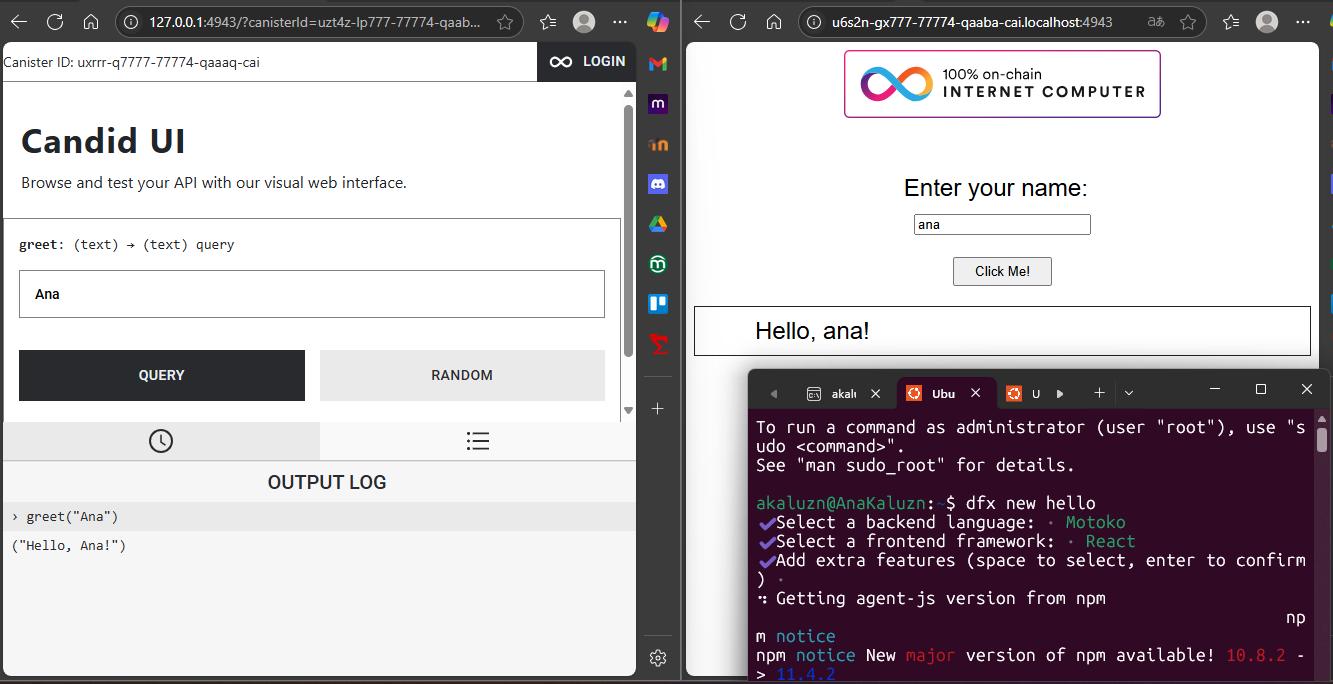 127.0.0.1:4943/?canisterId=uzt4z-lp777-77774-qaab...
Canister ID: uxrrr-q7777-77774-qaaaq-cai
LOGIN
Candid UI
Browse and test your API with our visual web interface.
greet: (text) → (text) query
Ana
QUERY
RANDOM
OUTPUT LOG
› greet("Ana")
("Hello, Ana!")
u6s2n-gx777-77774-qaaba-cai.localhost:4943
100% on-chain
INTERNET COMPUTER
Enter your name:
ana
Click Me!
Hello, ana!
akalu
Ubu
U
To run a command as administrator (user "root"), use "s
udo <command>".
See "man sudo_root" for details.
akaluzn@AnaKaluzn:~$ dfx new hello
✔Select a backend language: · Motoko
✔Select a frontend framework: · React
✔Add extra features (space to select, enter to confirm
) ·
Getting agent-js version from npm
np
m notice
npm notice New major version of npm available! 10.8.2 -
> 11.4.2